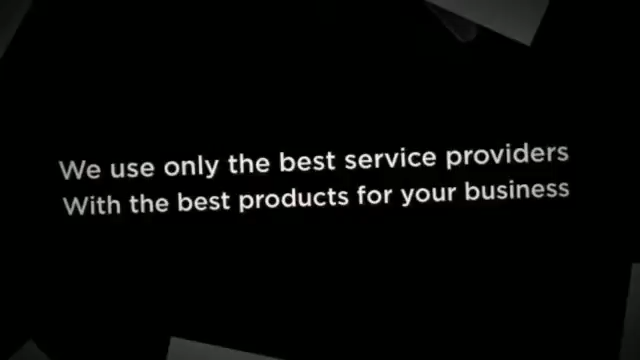 We use only the best service providers
With the best products for your business